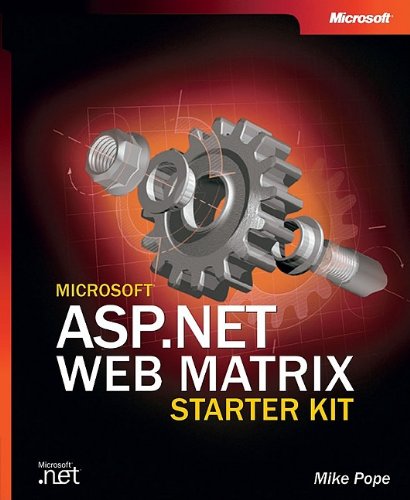 Microsoft®
MICROSOFT®
ASP.NET
WEB MATRIX
STARTER KIT
Microsoft®
.net
Mike Pope